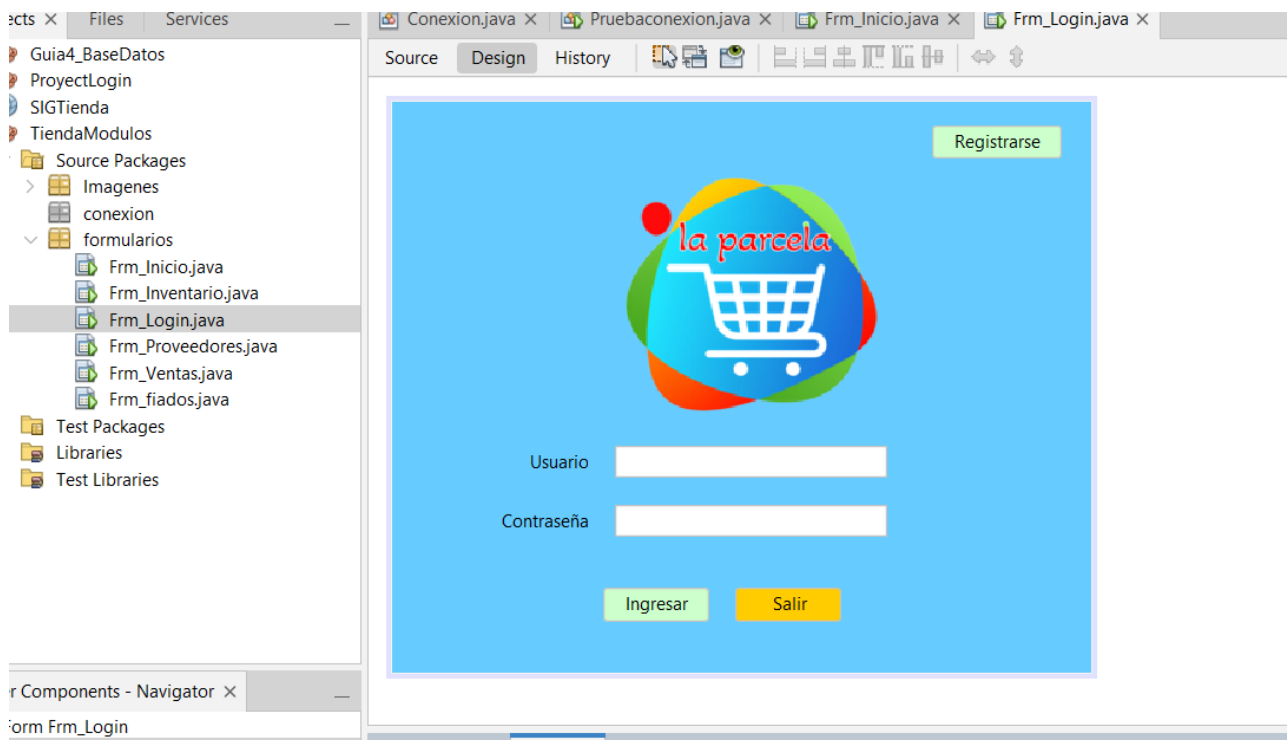 ects × Files Services
Conexion.java × Pruebaconexion.java × Frm_Inicio.java × Frm_Login.java ×
Source Design History
Guia4_BaseDatos
ProyectLogin
SIGTienda
TiendaModulos
Source Packages
Imagenes
conexion
formularios
Frm_Inicio.java
Frm_Inventario.java
Frm_Login.java
Frm_Proveedores.java
Frm_Ventas.java
Frm_fiados.java
Test Packages
Libraries
Test Libraries
r Components - Navigator ×
Form Frm_Login
Registrarse
la parcela
Usuario
Contraseña
Ingresar Salir